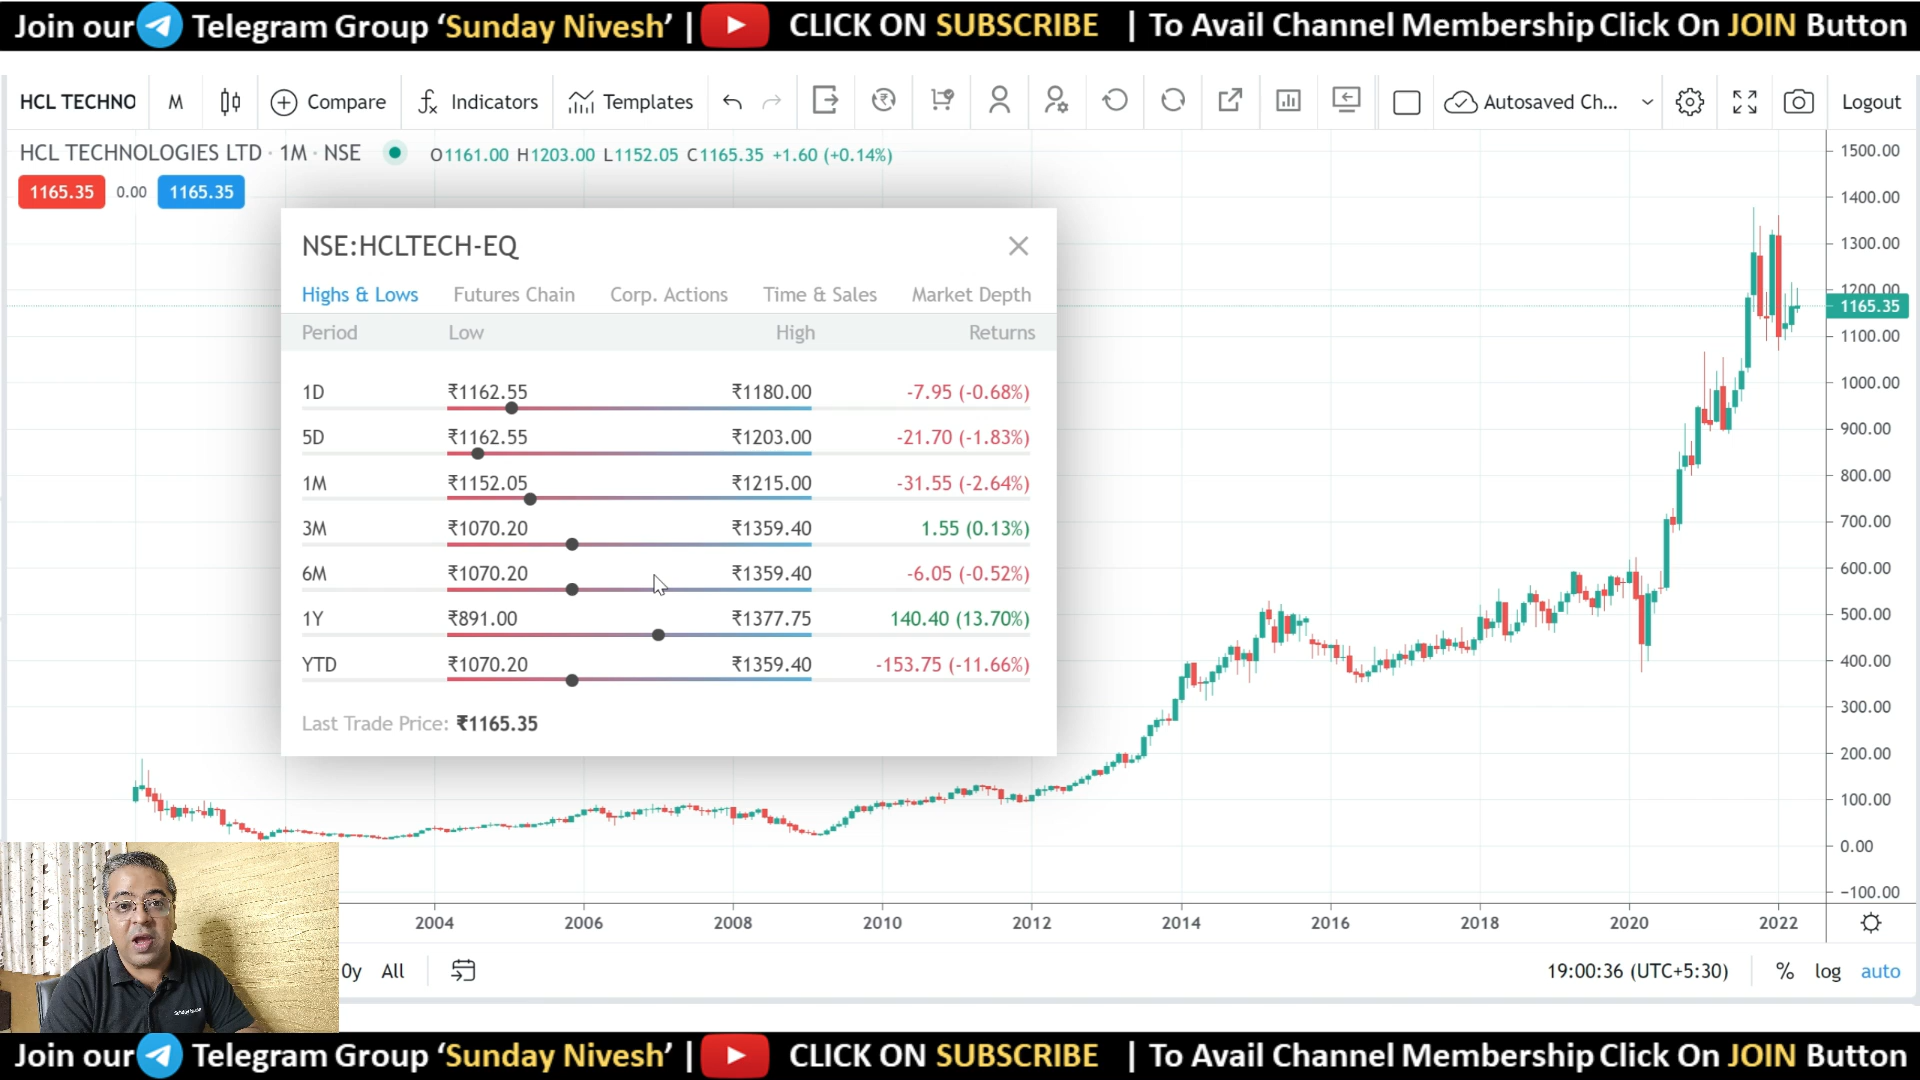 Join our Telegram Group ‘Sunday Nivesh’ | CLICK ON SUBSCRIBE | To Avail Channel Membership Click On JOIN Button
HCL TECHNO M Compare Indicators Templates Autosaved Ch... Logout
HCL TECHNOLOGIES LTD · 1M · NSE O1161.00 H1203.00 L1152.05 C1165.35 +1.60 (+0.14%)
1165.35 0.00 1165.35
NSE:HCLTECH-EQ
Highs & Lows Futures Chain Corp. Actions Time & Sales Market Depth
Period Low High Returns
1D ₹1162.55 ₹1180.00 -7.95 (-0.68%)
5D ₹1162.55 ₹1203.00 -21.70 (-1.83%)
1M ₹1152.05 ₹1215.00 -31.55 (-2.64%)
3M ₹1070.20 ₹1359.40 1.55 (0.13%)
6M ₹1070.20 ₹1359.40 -6.05 (-0.52%)
1Y ₹891.00 ₹1377.75 140.40 (13.70%)
YTD ₹1070.20 ₹1359.40 -153.75 (-11.66%)
Last Trade Price: ₹1165.35
1500.00
1400.00
1300.00
1200.00
1165.35
1100.00
1000.00
900.00
800.00
700.00
600.00
500.00
400.00
300.00
200.00
100.00
0.00
-100.00
2004 2006 2008 2010 2012 2014 2016 2018 2020 2022
0y All 19:00:36 (UTC+5:30) % log auto
Join our Telegram Group ‘Sunday Nivesh’ | CLICK ON SUBSCRIBE | To Avail Channel Membership Click On JOIN Button